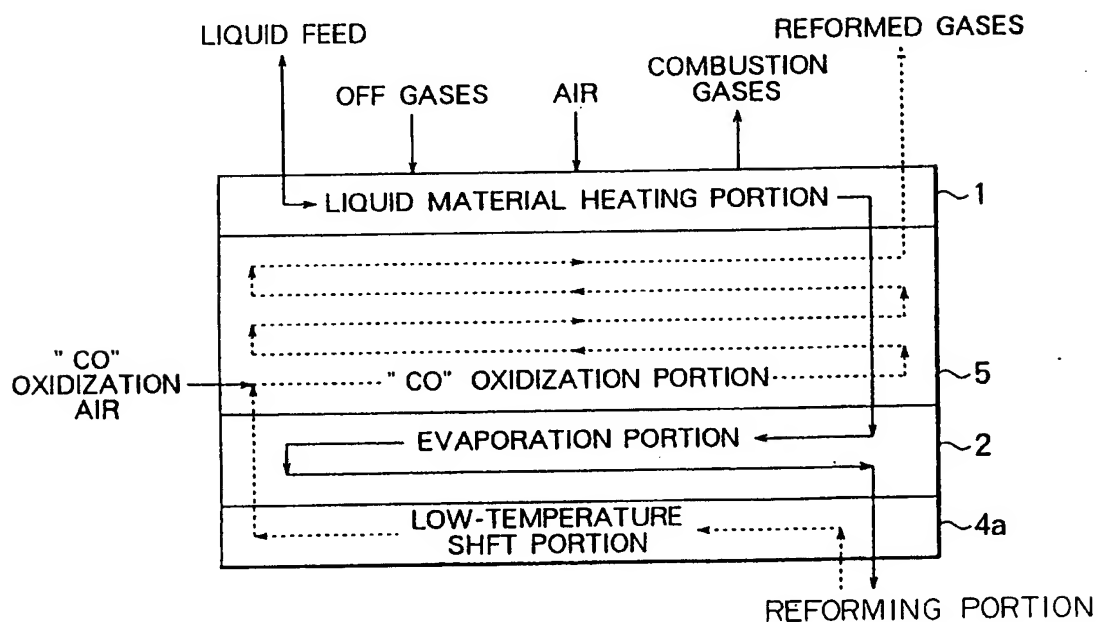 LIQUID FEED
REFORMED GASES
OFF GASES
AIR
COMBUSTION
GASES
LIQUID MATERIAL HEATING PORTION
1
" CO"
OXIDIZATION
AIR
" CO" OXIDIZATION PORTION
5
EVAPORATION PORTION
2
LOW-TEMPERATURE
SHFT PORTION
4a
REFORMING PORTION